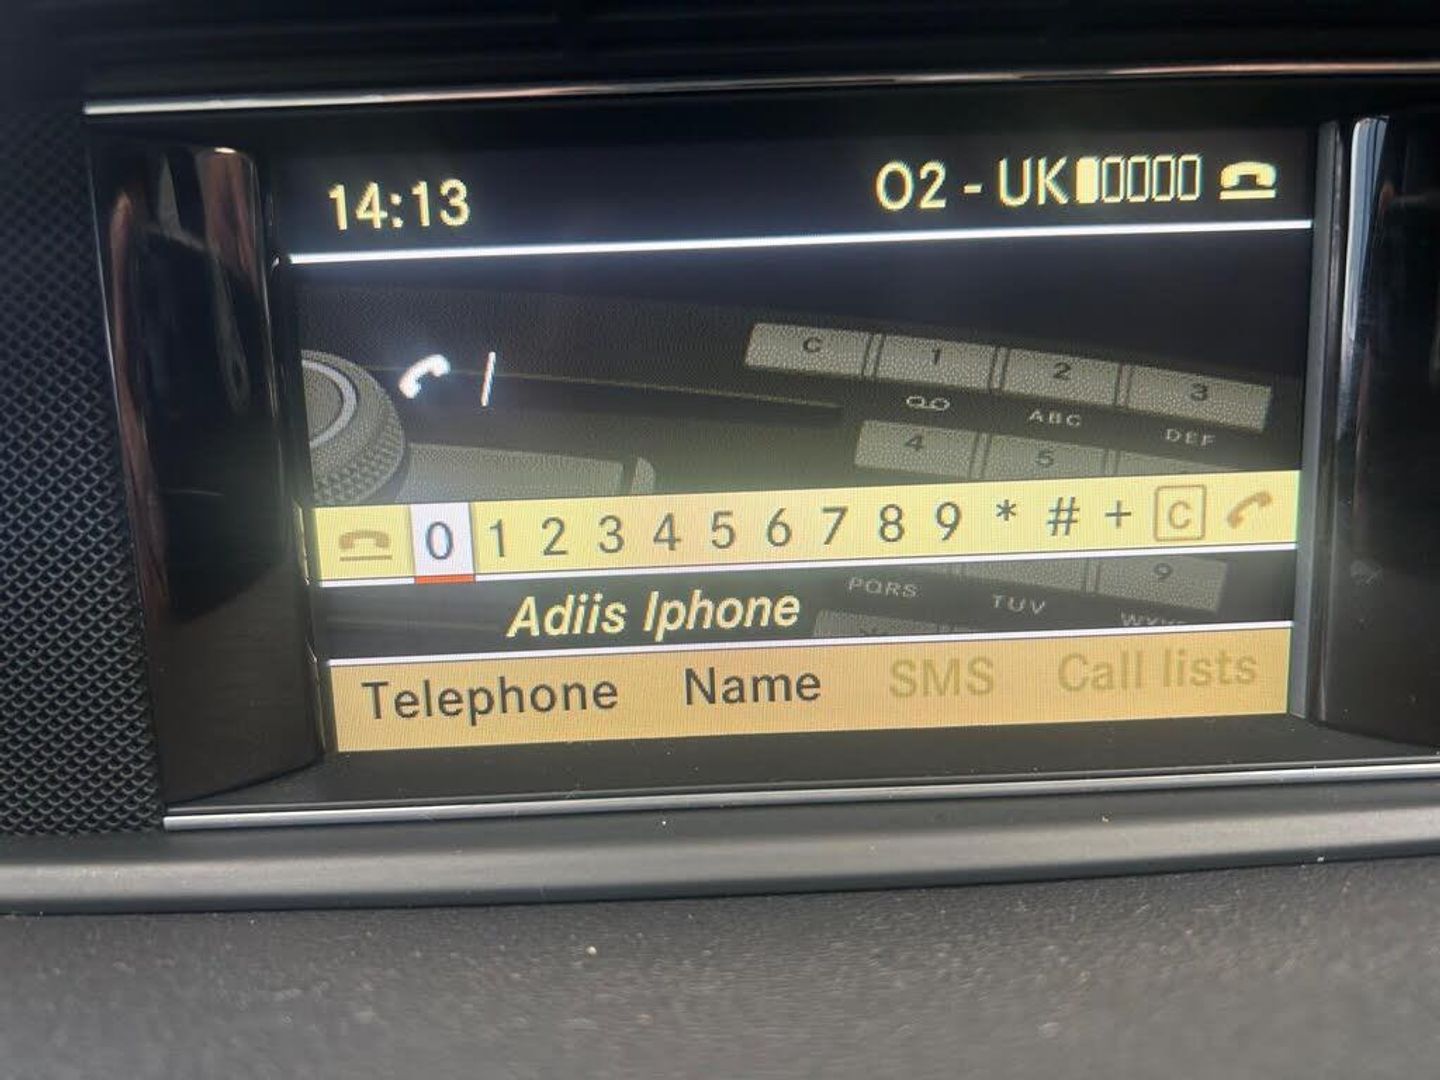 14:13 O2 - UK
C 1 2 3
ABC DEF
4 5
0 1 2 3 4 5 6 7 8 9 * # + C
9
PQRS TUV
Adiis Iphone
Telephone Name SMS Call lists